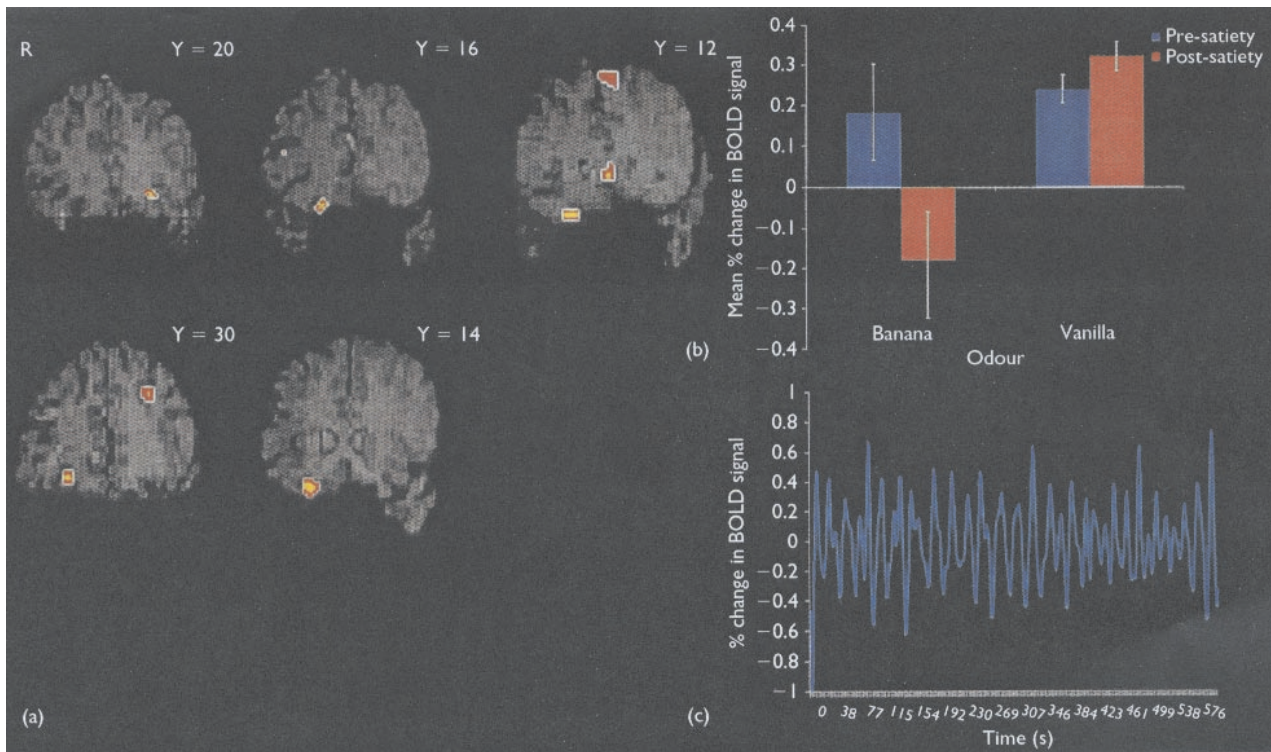 R
Y = 20
Y = 16
Y = 12
Y = 30
Y = 14
(a)
0.4
0.3
0.2
0.1
0
−0.1
−0.2
−0.3
−0.4
Mean % change in BOLD signal
Pre-satiety
Post-satiety
Banana
Vanilla
Odour
(b)
1
0.8
0.6
0.4
0.2
0
−0.2
−0.4
−0.6
−0.8
−1
% change in BOLD signal
0 38 77 115 154 192 230 269 307 346 384 423 461 499 538 576
Time (s)
(c)